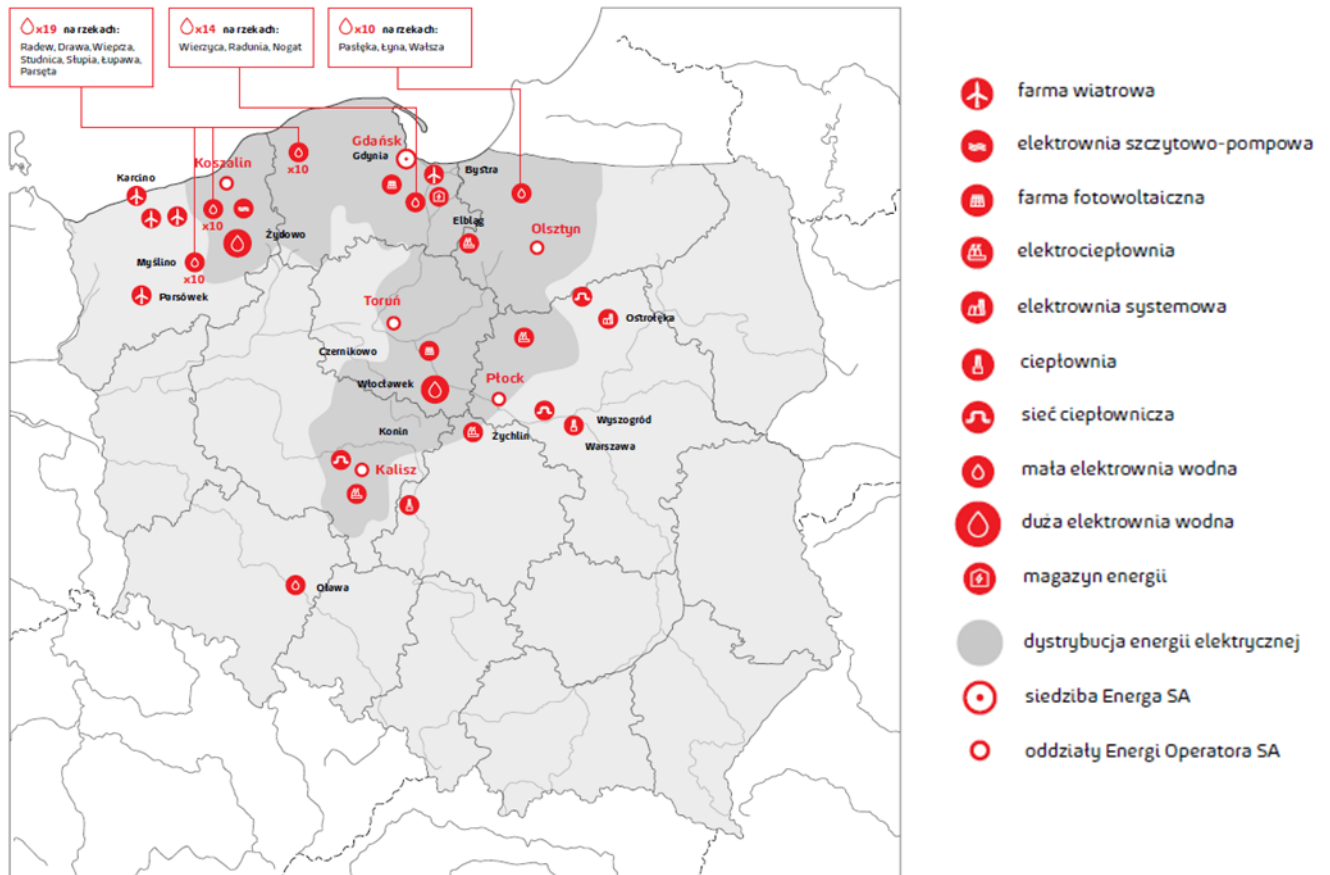 x19 na rzekach:
Radew, Drawa, Wieprza,
Studnica, Słupia, Łupawa,
Parsęta
x14 na rzekach:
Wierzyca, Radunia, Nogat
x10 na rzekach:
Pasłęka, Łyna, Wałsza
Gdańsk
Gdynia
x10
Koszalin
Bystra
Karcino
x10
Elbląg
Olsztyn
Żydowo
Myślino
x10
Parsówek
Toruń
Ostrołęka
Czernikowo
Płock
Włocławek
Wyszogród
Konin
Żychlin
Warszawa
Kalisz
Oława
farma wiatrowa
elektrownia szczytowo-pompowa
farma fotowoltaiczna
elektrociepłownia
elektrownia systemowa
ciepłownia
sieć ciepłownicza
mała elektrownia wodna
duża elektrownia wodna
magazyn energii
dystrybucja energii elektrycznej
siedziba Energa SA
oddziały Energi Operatora SA